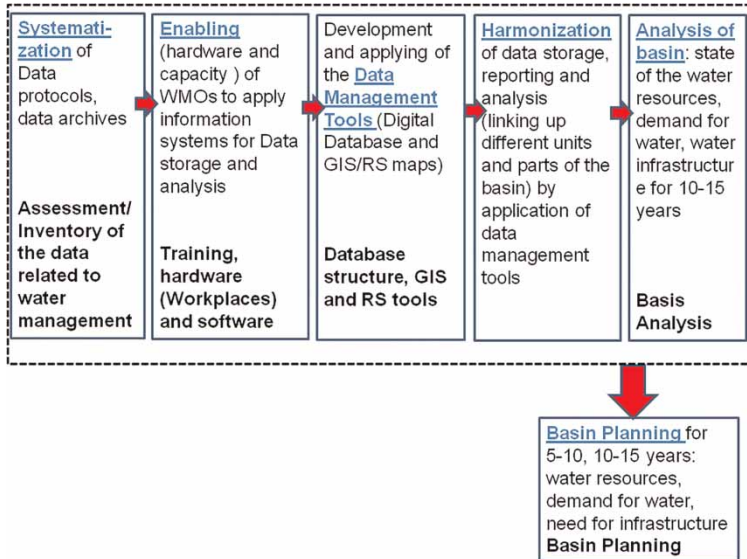 Systemati-
zation of
Data
protocols,
data archives
Assessment/
Inventory of
the data
related to
water
management
Enabling
(hardware and
capacity ) of
WMOs to apply
information
systems for Data
storage and
analysis
Training,
hardware
(Workplaces)
and software
Development
and applying of
the Data
Management
Tools (Digital
Database and
GIS/RS maps)
Database
structure, GIS
and RS tools
Harmonization
of data storage,
reporting and
analysis
(linking up
different units
and parts of the
basin) by
application of
data
management
tools
Analysis of
basin: state
of the water
resources,
demand for
water, water
infrastructur
e for 10-15
years
Basis
Analysis
Basin Planning for
5-10, 10-15 years:
water resources,
demand for water,
need for infrastructure
Basin Planning